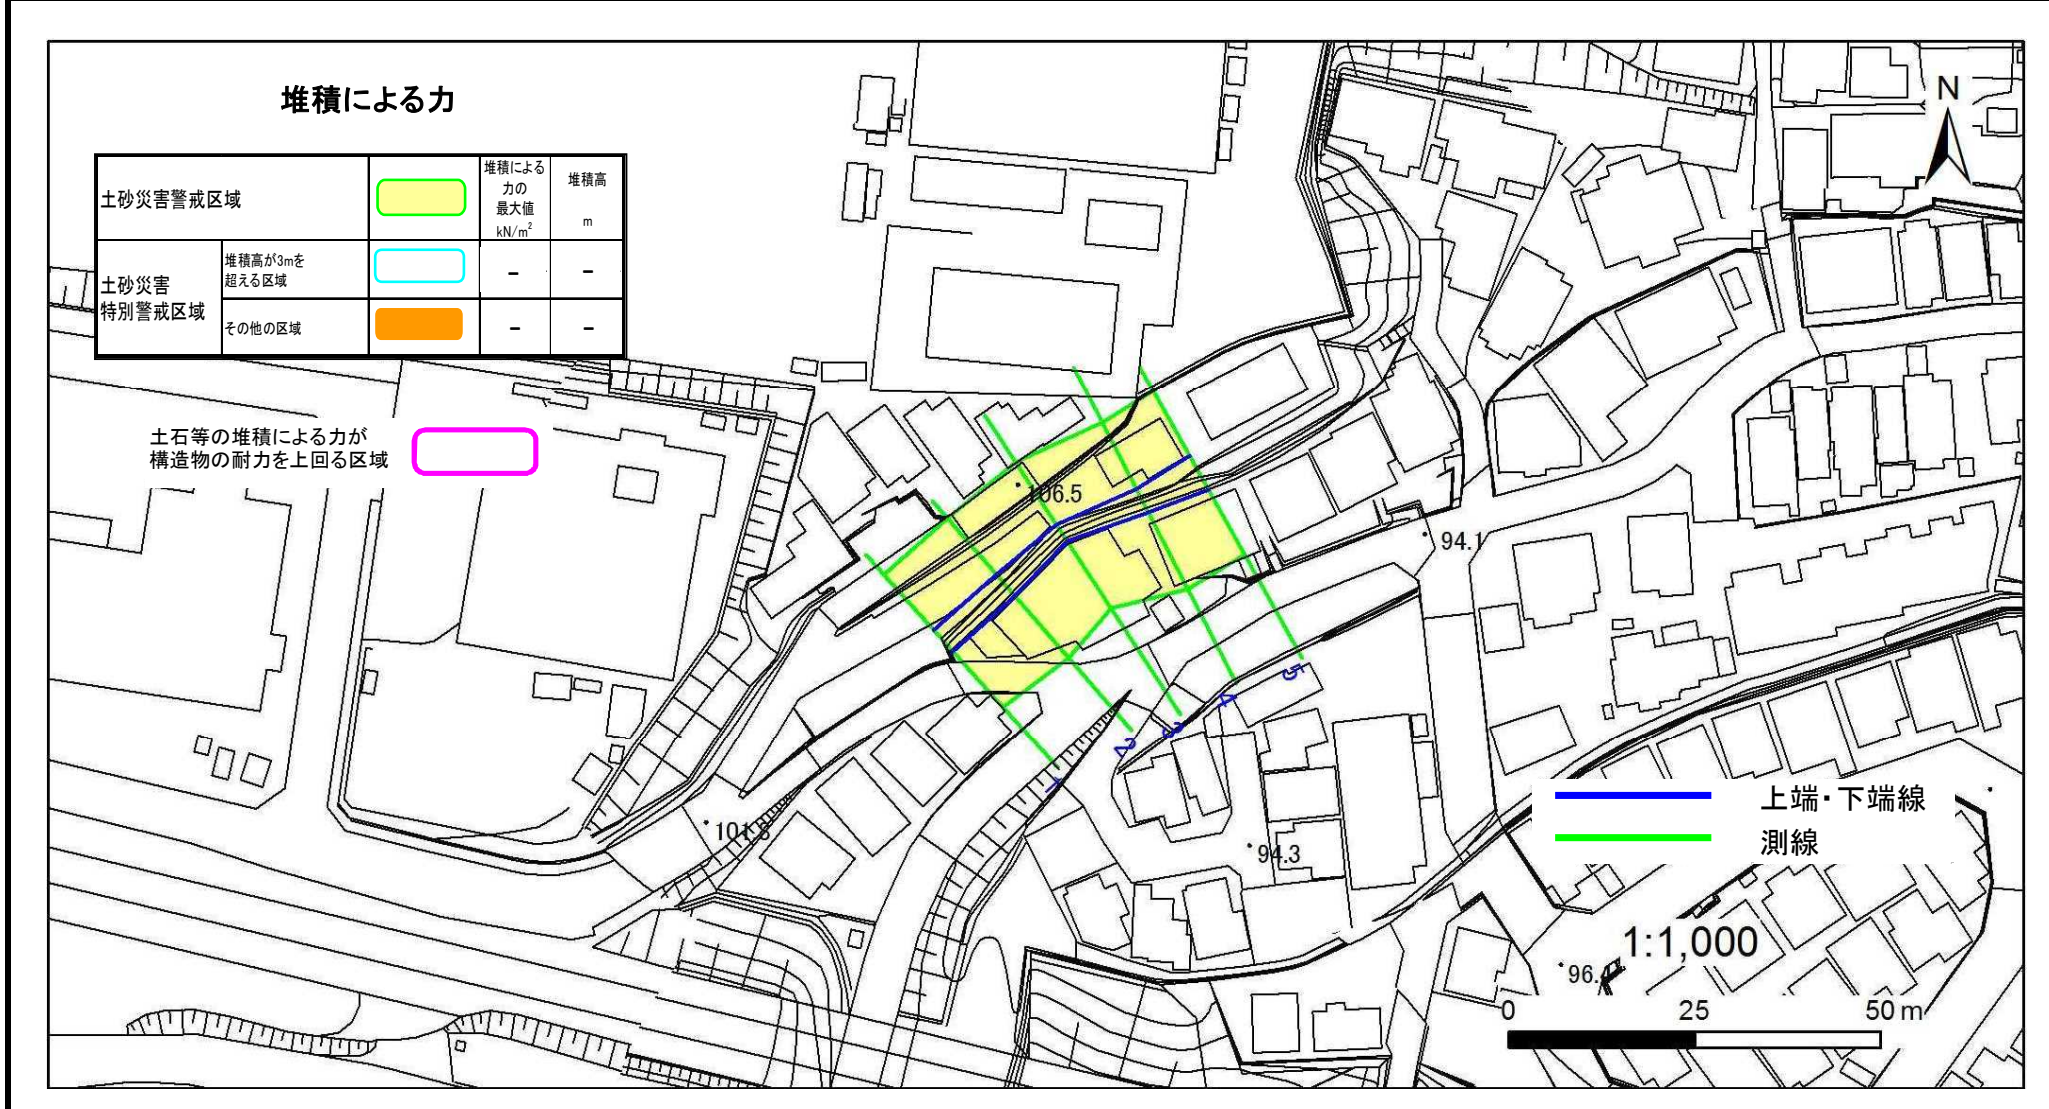 堆積による力
N
土砂災害警戒区域
堆積による
力の
最大値
kN/m²
堆積高
m
土砂災害
特別警戒区域
堆積高が3mを
超える区域
-
-
その他の区域
-
-
土石等の堆積による力が
構造物の耐力を上回る区域
106.5
94.1
5
4
3
2
1
101.8
94.3
上端・下端線
測線
1:1,000
96.
0
25
50 m